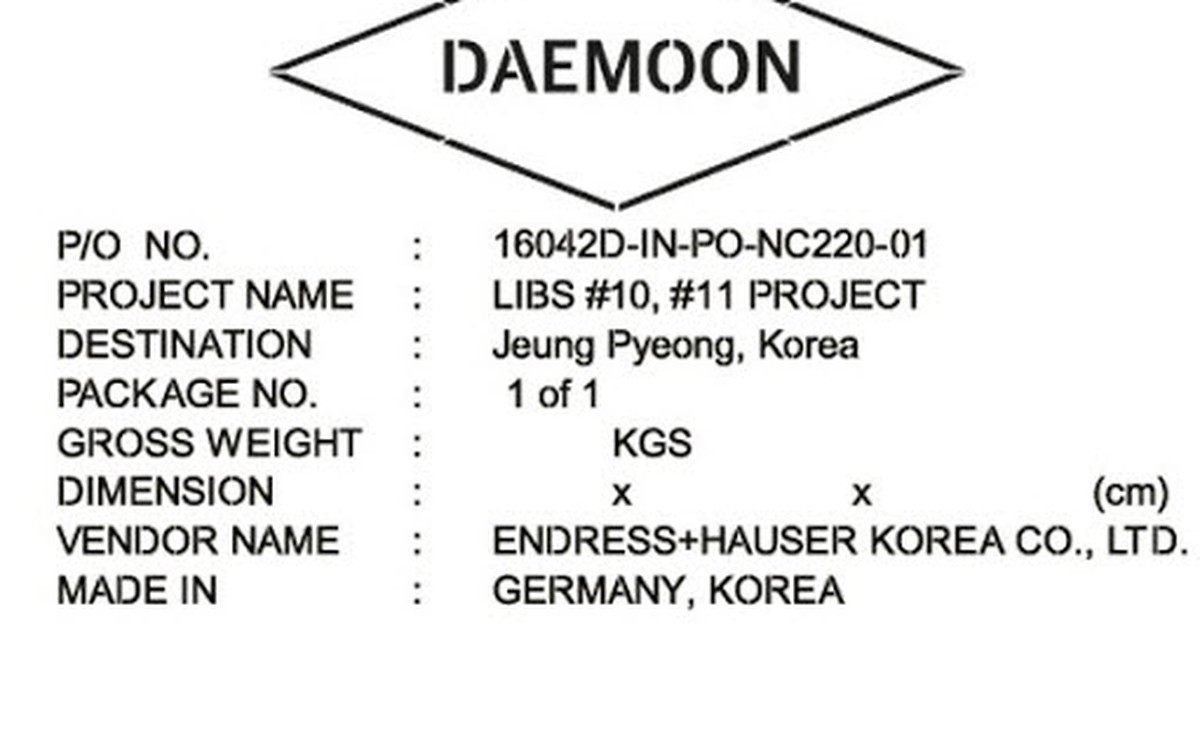 DAEMOON
P/O NO. : 16042D-IN-PO-NC220-01
PROJECT NAME : LIBS #10, #11 PROJECT
DESTINATION : Jeung Pyeong, Korea
PACKAGE NO. : 1 of 1
GROSS WEIGHT : KGS
DIMENSION : x x (cm)
VENDOR NAME : ENDRESS+HAUSER KOREA CO., LTD.
MADE IN : GERMANY, KOREA